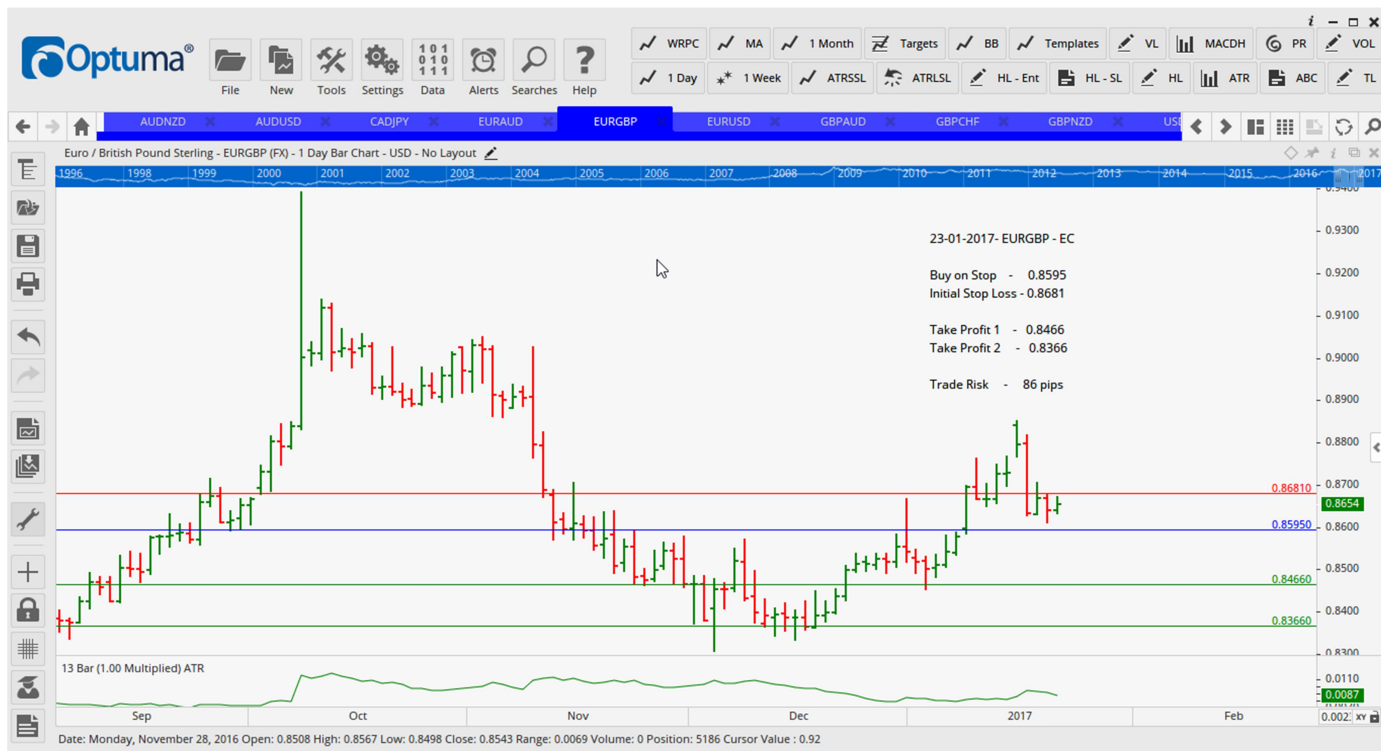 Optuma®
File
New
Tools
Settings
Data
Alerts
Searches
Help
WRPC
MA
1 Month
Targets
BB
Templates
VL
MACDH
PR
VOL
1 Day
1 Week
ATRSSL
ATRLSL
HL - Ent
HL - SL
HL
ATR
ABC
TL
AUDNZD
AUDUSD
CADJPY
EURAUD
EURGBP
EURUSD
GBPAUD
GBPCHF
GBPNZD
Euro / British Pound Sterling - EURGBP (FX) - 1 Day Bar Chart - USD - No Layout
1996 1998 1999 2000 2001 2002 2003 2004 2005 2006 2007 2008 2009 2010 2011 2012 2013 2014 2015 2016 2017
0.9400
0.9300
23-01-2017- EURGBP - EC
Buy on Stop - 0.8595
Initial Stop Loss - 0.8681
Take Profit 1 - 0.8466
Take Profit 2 - 0.8366
Trade Risk - 86 pips
0.9200
0.9100
0.9000
0.8900
0.8800
0.8700
0.86810
0.8654
0.8600
0.85950
0.8500
0.84660
0.8400
0.83660
0.8300
13 Bar (1.00 Multiplied) ATR
0.0110
0.0087
Sep Oct Nov Dec 2017 Feb
XY
Date: Monday, November 28, 2016 Open: 0.8508 High: 0.8567 Low: 0.8498 Close: 0.8543 Range: 0.0069 Volume: 0 Position: 5186 Cursor Value : 0.92